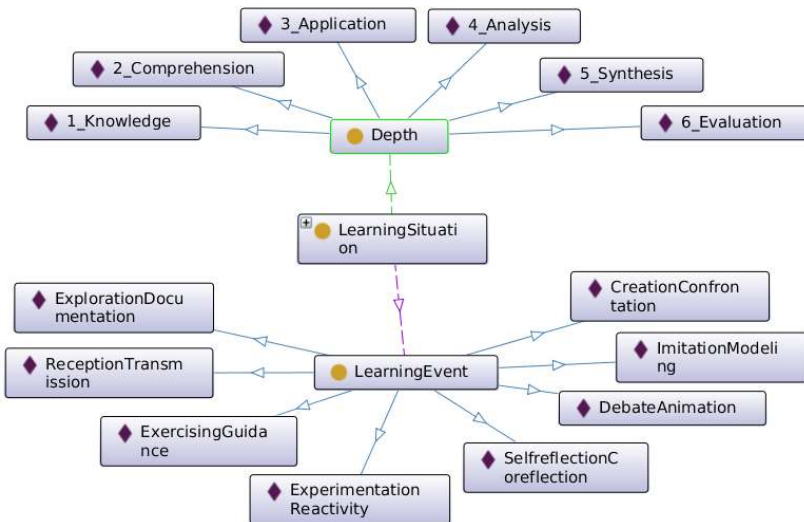 3_Application
4_Analysis
2_Comprehension
5_Synthesis
1_Knowledge
6_Evaluation
Depth
LearningSituati
on
CreationConfron
tation
ExplorationDocu
mentation
ImitationModeli
ng
ReceptionTransm
ission
LearningEvent
DebateAnimation
ExercisingGuida
nce
SelfreflectionC
oreflection
Experimentation
Reactivity